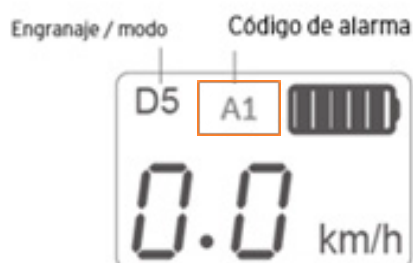 Engranaje / modo
Código de alarma
D5
A1
0.0 km/h